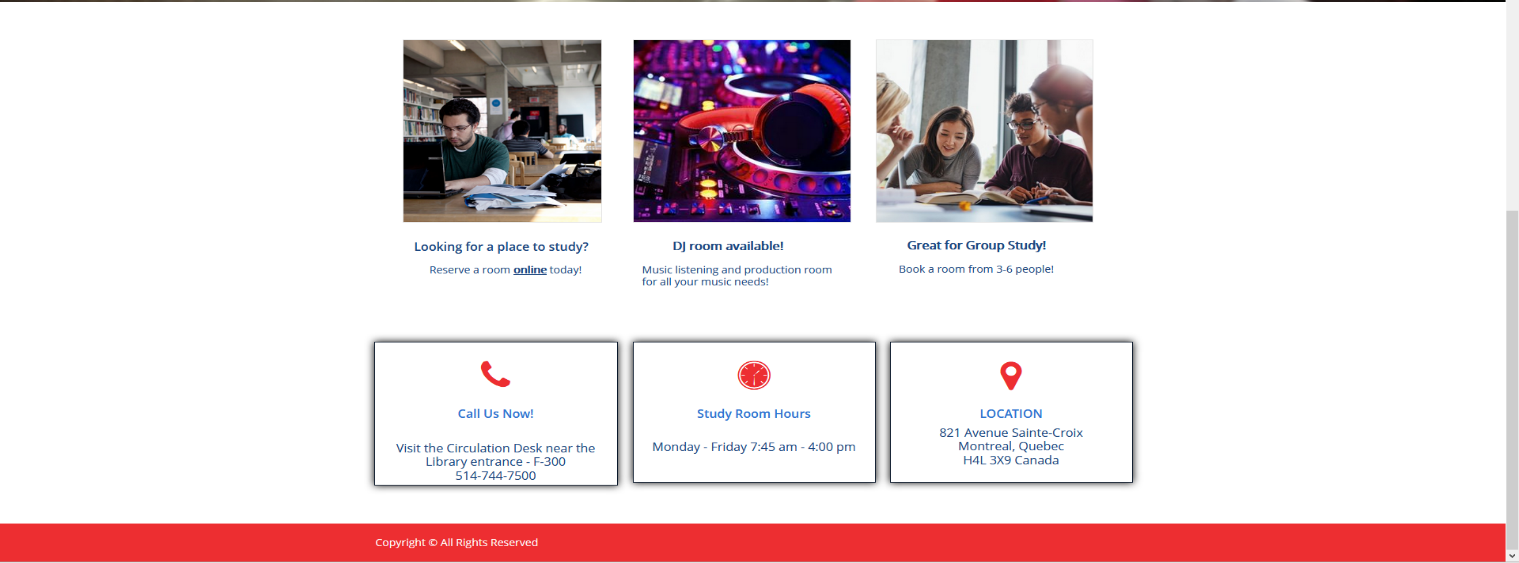 Looking for a place to study?
Reserve a room online today!
DJ room available!
Music listening and production room
for all your music needs!
Great for Group Study!
Book a room from 3-6 people!
Call Us Now!
Visit the Circulation Desk near the
Library entrance - F-300
514-744-7500
Study Room Hours
Monday - Friday 7:45 am - 4:00 pm
LOCATION
821 Avenue Sainte-Croix
Montreal, Quebec
H4L 3X9 Canada
Copyright © All Rights Reserved